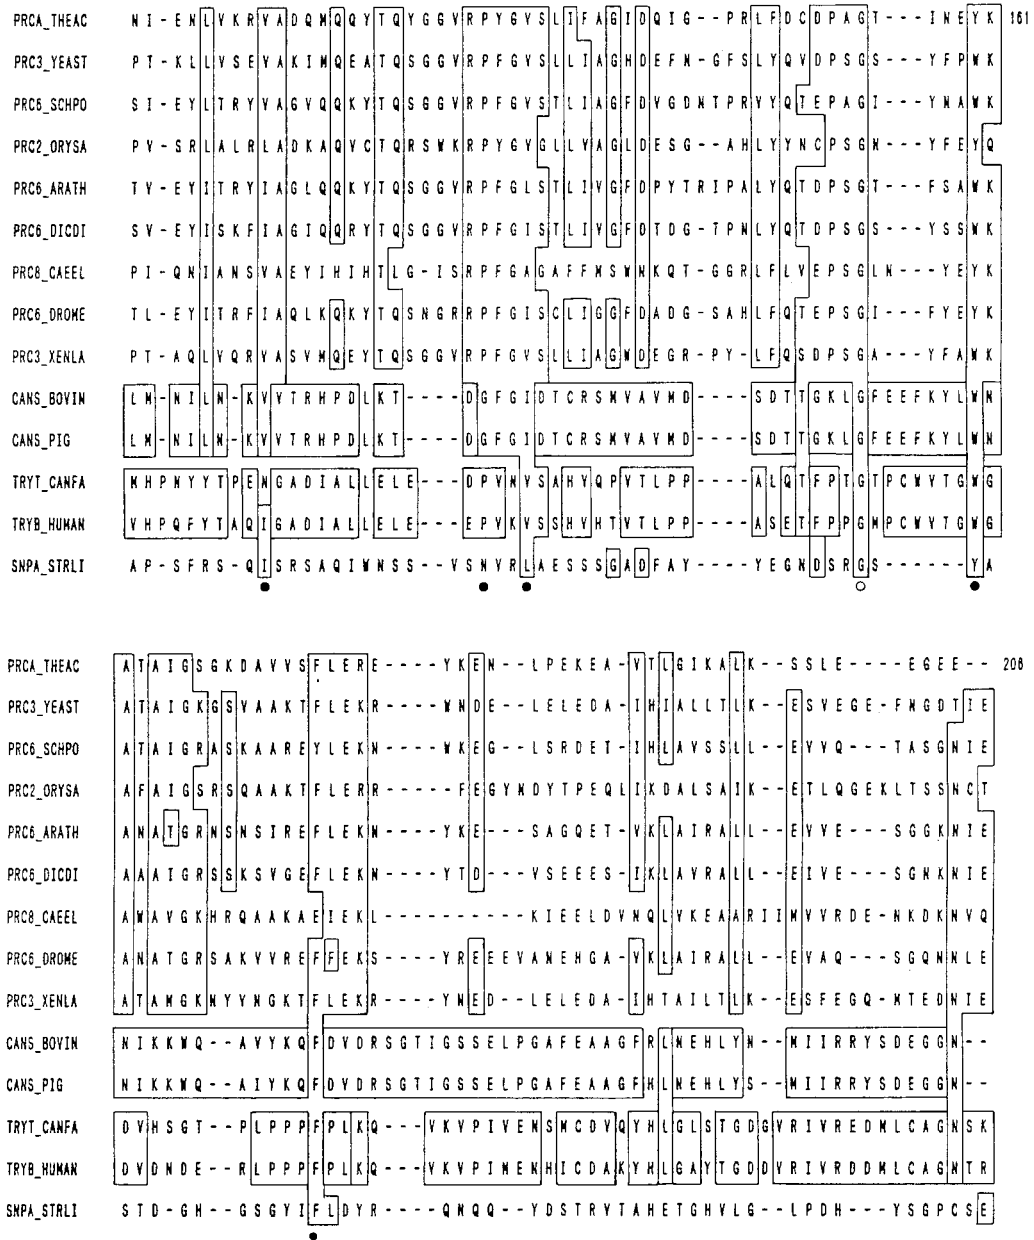 PRCA_THEAC N I - E N L V K R V A D Q M Q Q Y T Q Y G G V R P Y G V S L I F A G I D Q I G - - P R L F D C D P A G T - - - I N E Y K 161
PRC3_YEAST P T - K L L V S E V A K I M Q E A T Q S G G V R P F G V S L L I A G H D E F N - G F S L Y Q V D P S G S - - - Y F P W K
PRC6_SCHPO S I - E Y L T R Y V A G V Q Q K Y T Q S G G V R P F G V S T L I A G F D V G D N T P R V Y Q T E P A G I - - - Y N A W K
PRC2_ORYSA P V - S R L A L R L A D K A Q V C T Q R S W K R P Y G V G L L V A G L D E S G - - A H L Y Y N C P S G N - - - Y F E Y Q
PRC6_ARATH T V - E Y I T R Y I A G L Q Q K Y T Q S G G V R P F G L S T L I V G F D P Y T R I P A L Y Q T D P S G T - - - F S A W K
PRC6_DICDI S V - E Y I S K F I A G I Q Q R Y T Q S G G V R P F G I S T L I V G F D T D G - T P N L Y Q T D P S G S - - - Y S S W K
PRC8_CAEEL P I - Q N I A N S V A E Y I H I H T L G - I S R P F G A G A F F M S W N K Q T - G G R L F L V E P S G L N - - - Y E Y K
PRC6_DROME T L - E Y I T R F I A Q L K Q K Y T Q S N G R R P F G I S C L I G G F D A D G - S A H L F Q T E P S G I - - - F Y E Y K
PRC3_XENLA P T - A Q L V Q R V A S V M Q E Y T Q S G G V R P F G V S L L I A G W D E G R - P Y - L F Q S D P S G A - - - Y F A W K
CANS_BOVIN L M - N I L N - K V V T R H P D L K T - - - - D G F G I D T C R S M V A V M D - - - - S D T T G K L G F E E F K Y L W N
CANS_PIG L M - N I L N - K V V T R H P D L K T - - - - D G F G I D T C R S M V A V M D - - - - S D T T G K L G F E E F K Y L W N
TRYT_CANFA N H P N Y Y T P E N G A D I A L L E L E - - - D P V N V S A H V Q P V T L P P - - - - A L Q T F P T G T P C W V T G W G
TRYB_HUMAN V H P Q F Y T A Q I G A D I A L L E L E - - - E P V K V S S H V H T V T L P P - - - - A S E T F P P G M P C W V T G W G
SNPA_STRLI A P - S F R S - Q I S R S A Q I W N S S - - V S N V R L A E S S S G A D F A Y - - - - Y E G N D S R G S - - - - - - Y A
PRCA_THEAC A T A I G S G K D A V V S F L E R E - - - - Y K E N - - L P E K E A - V T L G I K A L K - - S S L E - - - - E G E E - - 206
PRC3_YEAST A T A I G K G S V A A K T F L E K R - - - - W N D E - - L E L E D A - I H I A L L T L K - - E S V E G E - F N G D T I E
PRC6_SCHPO A T A I G R A S K A A R E Y L E K N - - - - W K E G - - L S R D E T - I H L A V S S L L - - E V V Q - - - T A S G N I E
PRC2_ORYSA A F A I G S R S Q A A K T F L E R R - - - - F E G Y N D Y T P E Q L I K D A L S A I K - - E T L Q G E K L T S S N C T
PRC6_ARATH A N A T G R N S N S I R E F L E K N - - - - Y K E - - - S A G Q E T - V K L A I R A L L - - E V V E - - - S G G K N I E
PRC6_DICDI A A A I G R S S K S V G E F L E K N - - - - Y T D - - - V S E E E S - I K L A V R A L L - - E I V E - - - S G N K N I E
PRC8_CAEEL A W A V G K H R Q A A K A E I E K L - - - - - - - - - - K I E E L D V N Q L V K E A A R I I M V V R D E - N K D K N V Q
PRC6_DROME A N A T G R S A K V V R E F F E K S - - - - Y R E E E V A N E H G A - V K L A I R A L L - - E V A Q - - - S G Q N N L E
PRC3_XENLA A T A M G K N Y V N G K T F L E K R - - - - Y N E D - - L E L E D A - I H T A I L T L K - - E S F E G Q - M T E D N I E
CANS_BOVIN N I K K W Q - - A V Y K Q F D V D R S G T I G S S E L P G A F E A A G F R L N E H L Y N - - M I I R R Y S D E G G N - -
CANS_PIG N I K K W Q - - A I Y K Q F D V D R S G T I G S S E L P G A F E A A G F H L N E H L Y S - - M I I R R Y S D E G G N - -
TRYT_CANFA D V H S G T - - P L P P P F P L K Q - - - V K V P I V E N S M C D V Q Y H L G L S T G D G V R I V R E D M L C A G N S K
TRYB_HUMAN D V D N D E - - R L P P P F P L K Q - - - V K V P I M E N H I C D A K Y H L G A Y T G D D V R I V R D D M L C A G N T R
SNPA_STRLI S T D - G H - - G S G Y I F L D Y R - - - - Q N Q Q - - Y D S T R V T A H E T G H V L G - - L P D H - - - Y S G P C S E